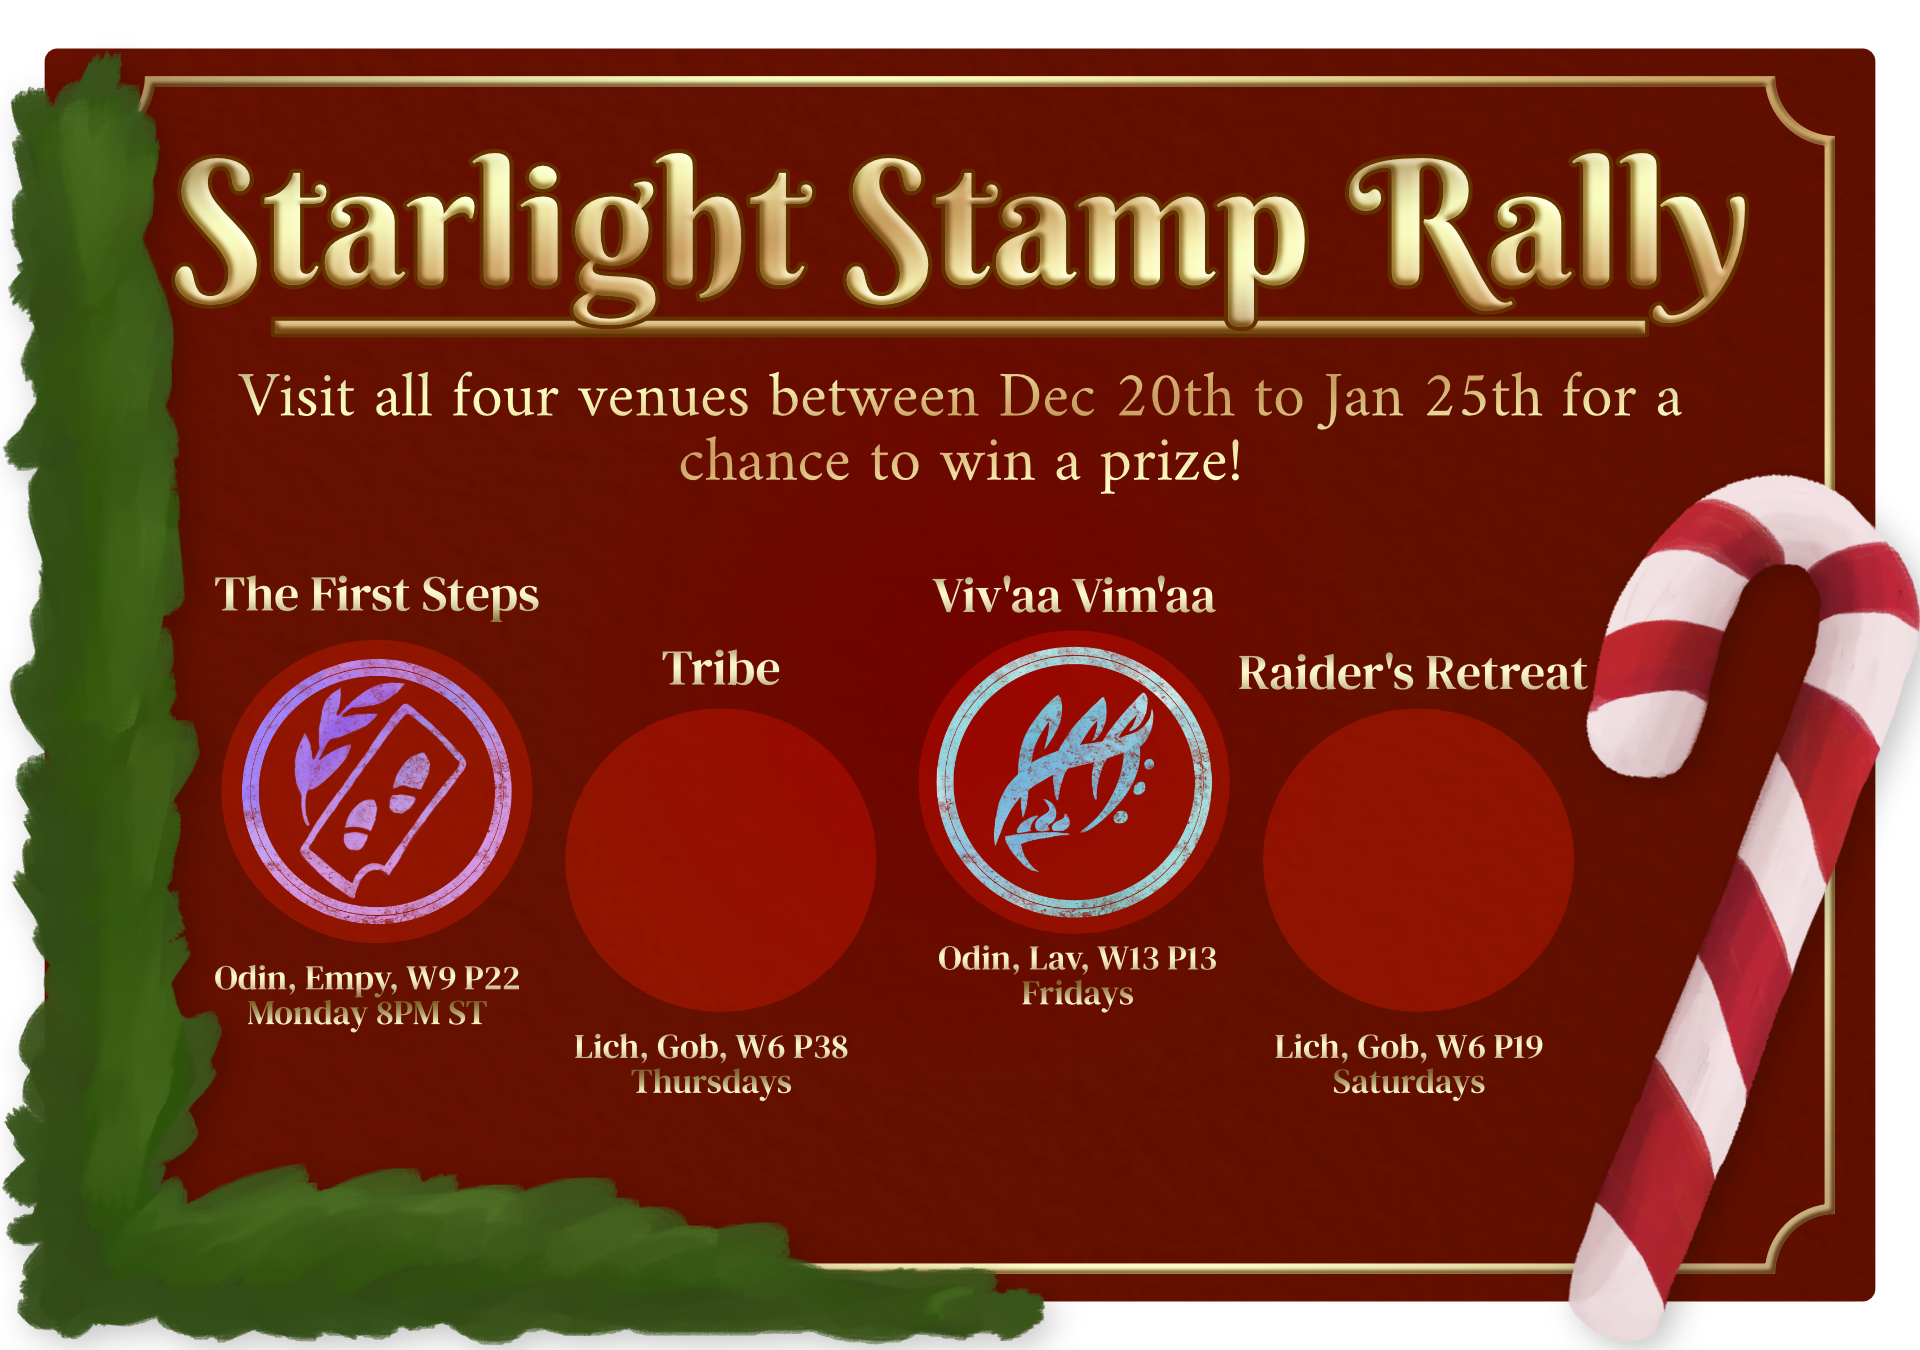 Starlight Stamp Rally
Visit all four venues between Dec 20th to Jan 25th for a
chance to win a prize!
The First Steps
Odin, Empy, W9 P22
Monday 8PM ST
Tribe
Lich, Gob, W6 P38
Thursdays
Viv'aa Vim'aa
Odin, Lav, W13 P13
Fridays
Raider's Retreat
Lich, Gob, W6 P19
Saturdays